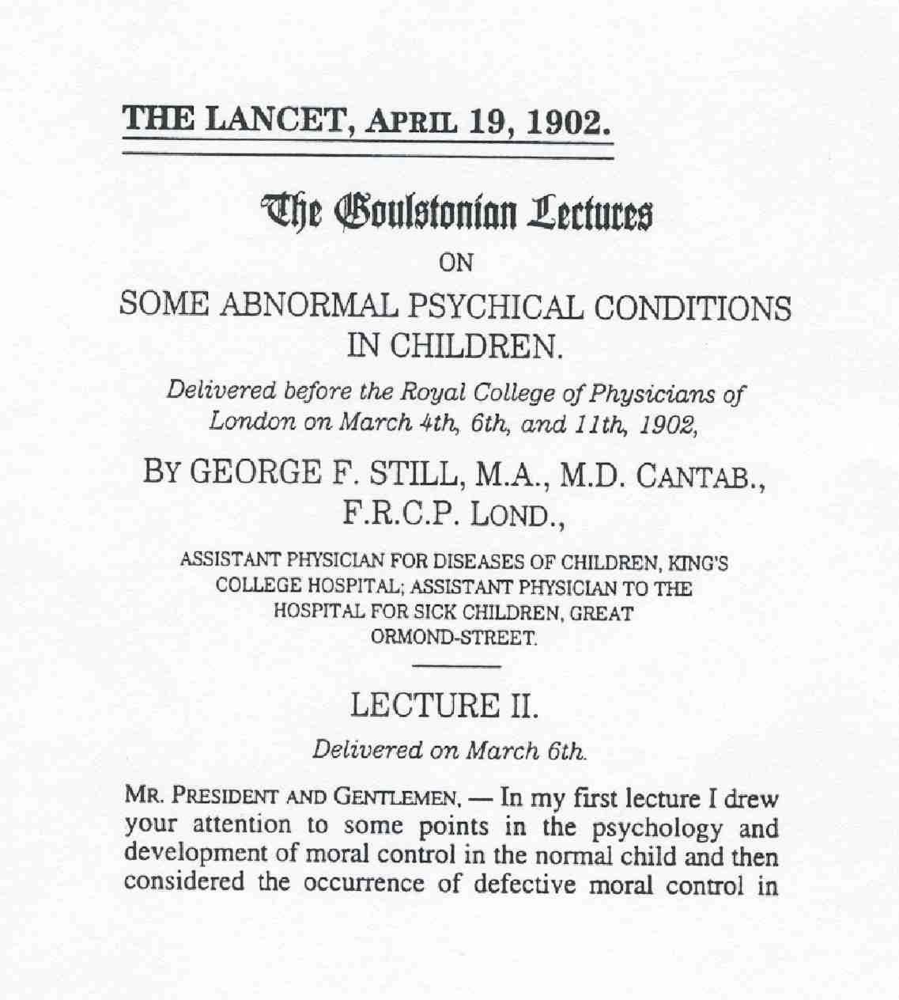 THE LANCET, APRIL 19, 1902.
The Goulstonian Lectures
ON
SOME ABNORMAL PSYCHICAL CONDITIONS
IN CHILDREN.
Delivered before the Royal College of Physicians of
London on March 4th, 6th, and 11th, 1902,
BY GEORGE F. STILL, M.A., M.D. CANTAB.,
F.R.C.P. LOND.,
ASSISTANT PHYSICIAN FOR DISEASES OF CHILDREN, KING'S
COLLEGE HOSPITAL; ASSISTANT PHYSICIAN TO THE
HOSPITAL FOR SICK CHILDREN, GREAT
ORMOND-STREET.
LECTURE II.
Delivered on March 6th.
MR. PRESIDENT AND GENTLEMEN, — In my first lecture I drew
your attention to some points in the psychology and
development of moral control in the normal child and then
considered the occurrence of defective moral control in